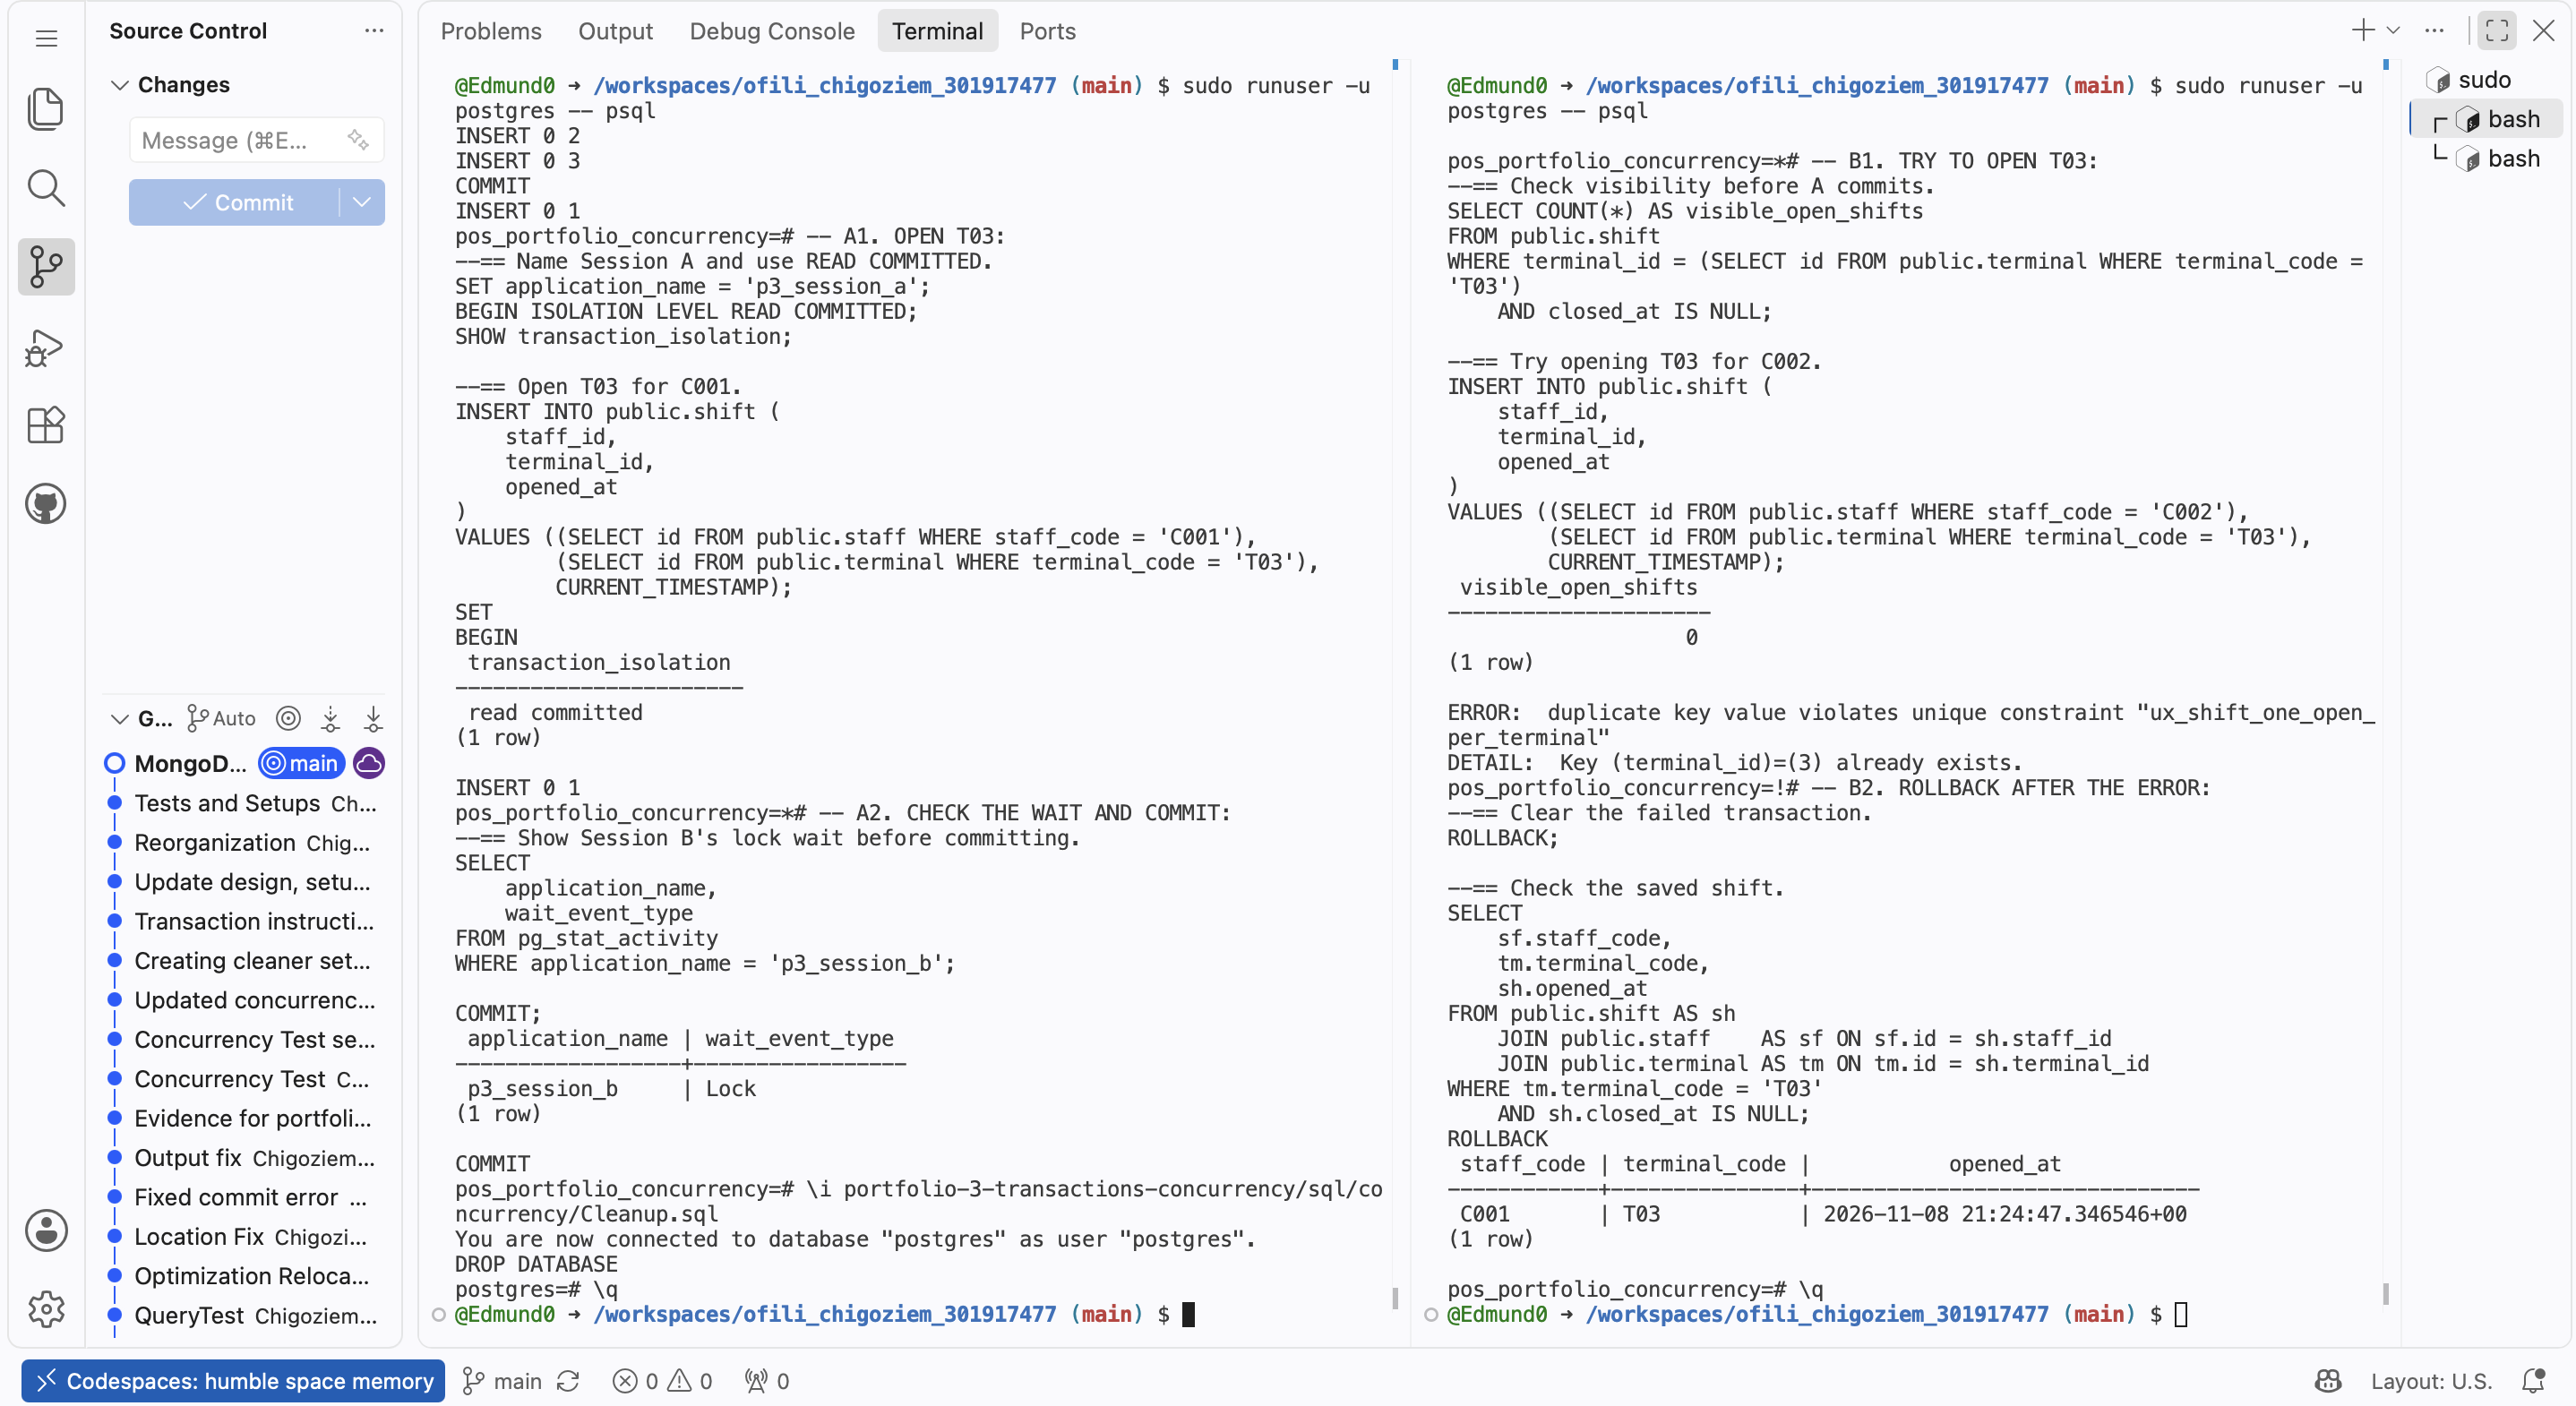 Source Control
Changes
Message (⌘E...
Commit
G... Auto
MongoD... main
Tests and Setups Ch...
Reorganization Chig...
Update design, setu...
Transaction instructi...
Creating cleaner set...
Updated concurrenc...
Concurrency Test se...
Concurrency Test C...
Evidence for portfoli...
Output fix Chigoziem...
Fixed commit error ...
Location Fix Chigozi...
Optimization Reloca...
QueryTest Chigoziem...
Problems Output Debug Console Terminal Ports
@Edmund0 → /workspaces/ofili_chigoziem_301917477 (main) $ sudo runuser -u
postgres -- psql
INSERT 0 2
INSERT 0 3
COMMIT
INSERT 0 1
pos_portfolio_concurrency=# -- A1. OPEN T03:
--== Name Session A and use READ COMMITTED.
SET application_name = 'p3_session_a';
BEGIN ISOLATION LEVEL READ COMMITTED;
SHOW transaction_isolation;
--== Open T03 for C001.
INSERT INTO public.shift (
    staff_id,
    terminal_id,
    opened_at
)
VALUES ((SELECT id FROM public.staff WHERE staff_code = 'C001'),
        (SELECT id FROM public.terminal WHERE terminal_code = 'T03'),
        CURRENT_TIMESTAMP);
SET
BEGIN
 transaction_isolation
-----------------------
 read committed
(1 row)
INSERT 0 1
pos_portfolio_concurrency=*# -- A2. CHECK THE WAIT AND COMMIT:
--== Show Session B's lock wait before committing.
SELECT
    application_name,
    wait_event_type
FROM pg_stat_activity
WHERE application_name = 'p3_session_b';
COMMIT;
 application_name | wait_event_type
------------------+-----------------
 p3_session_b     | Lock
(1 row)
COMMIT
pos_portfolio_concurrency=# \i portfolio-3-transactions-concurrency/sql/co
ncurrency/Cleanup.sql
You are now connected to database "postgres" as user "postgres".
DROP DATABASE
postgres=# \q
@Edmund0 → /workspaces/ofili_chigoziem_301917477 (main) $
@Edmund0 → /workspaces/ofili_chigoziem_301917477 (main) $ sudo runuser -u
postgres -- psql
pos_portfolio_concurrency=*# -- B1. TRY TO OPEN T03:
--== Check visibility before A commits.
SELECT COUNT(*) AS visible_open_shifts
FROM public.shift
WHERE terminal_id = (SELECT id FROM public.terminal WHERE terminal_code =
'T03')
    AND closed_at IS NULL;
--== Try opening T03 for C002.
INSERT INTO public.shift (
    staff_id,
    terminal_id,
    opened_at
)
VALUES ((SELECT id FROM public.staff WHERE staff_code = 'C002'),
        (SELECT id FROM public.terminal WHERE terminal_code = 'T03'),
        CURRENT_TIMESTAMP);
 visible_open_shifts
---------------------
                   0
(1 row)
ERROR:  duplicate key value violates unique constraint "ux_shift_one_open_
per_terminal"
DETAIL:  Key (terminal_id)=(3) already exists.
pos_portfolio_concurrency=!# -- B2. ROLLBACK AFTER THE ERROR:
--== Clear the failed transaction.
ROLLBACK;
--== Check the saved shift.
SELECT
    sf.staff_code,
    tm.terminal_code,
    sh.opened_at
FROM public.shift AS sh
    JOIN public.staff    AS sf ON sf.id = sh.staff_id
    JOIN public.terminal AS tm ON tm.id = sh.terminal_id
WHERE tm.terminal_code = 'T03'
    AND sh.closed_at IS NULL;
ROLLBACK
 staff_code | terminal_code |           opened_at
------------+---------------+-------------------------------
 C001       | T03           | 2026-11-08 21:24:47.346546+00
(1 row)
pos_portfolio_concurrency=# \q
@Edmund0 → /workspaces/ofili_chigoziem_301917477 (main) $
sudo
bash
bash
Codespaces: humble space memory main 0 0 0 Layout: U.S.